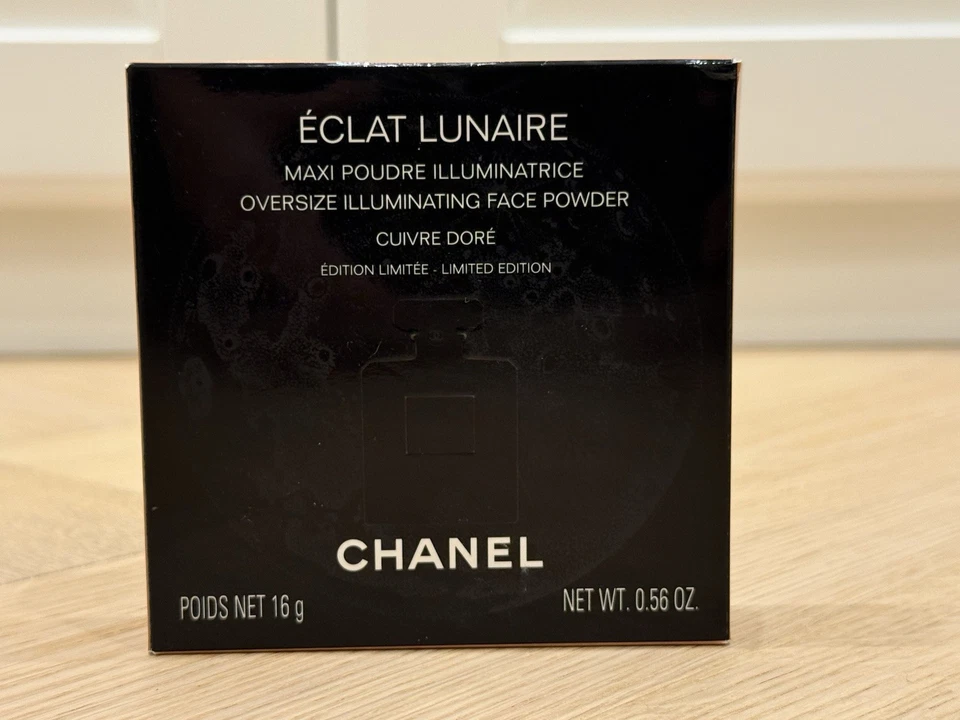 ÉCLAT LUNAIRE
MAXI POUDRE ILLUMINATRICE
OVERSIZE ILLUMINATING FACE POWDER
CUIVRE DORÉ
ÉDITION LIMITÉE - LIMITED EDITION
CHANEL
POIDS NET 16 g NET WT. 0.56 OZ.